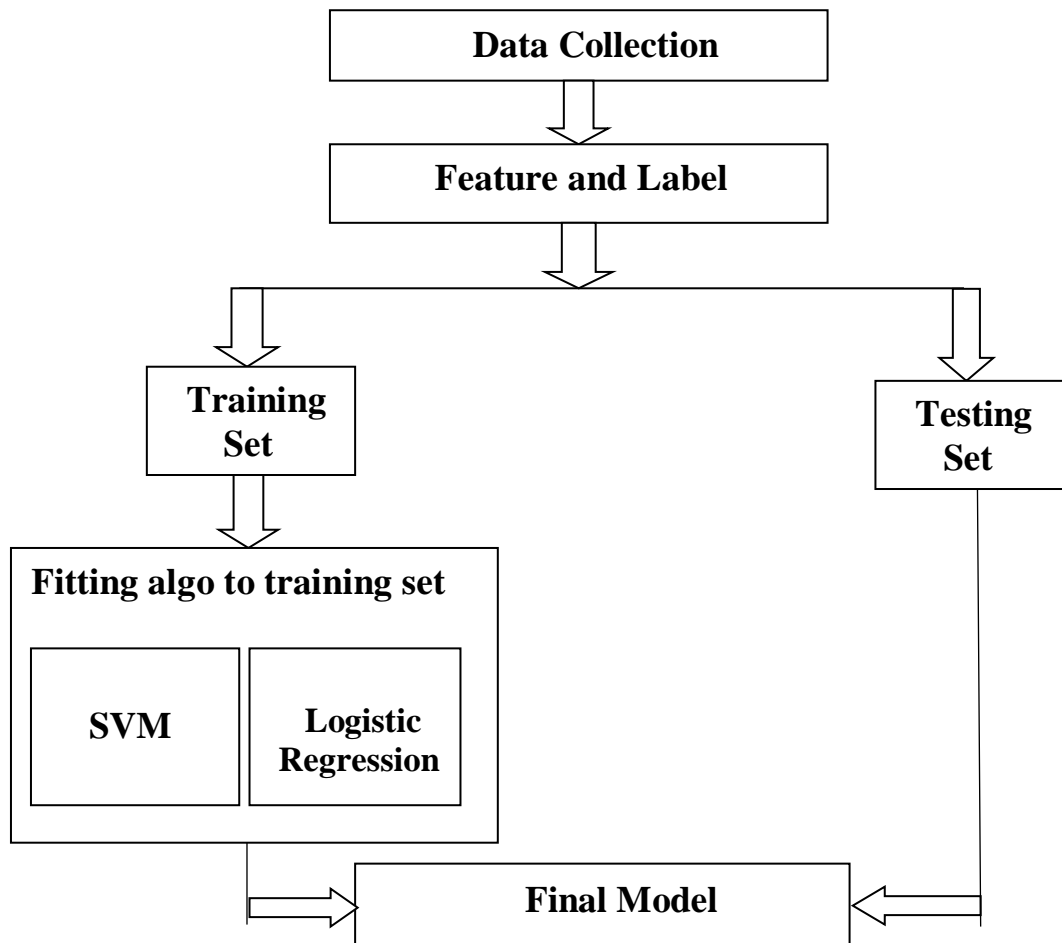 Data Collection
Feature and Label
Training
Set
Testing
Set
Fitting algo to training set
SVM
Logistic
Regression
Final Model